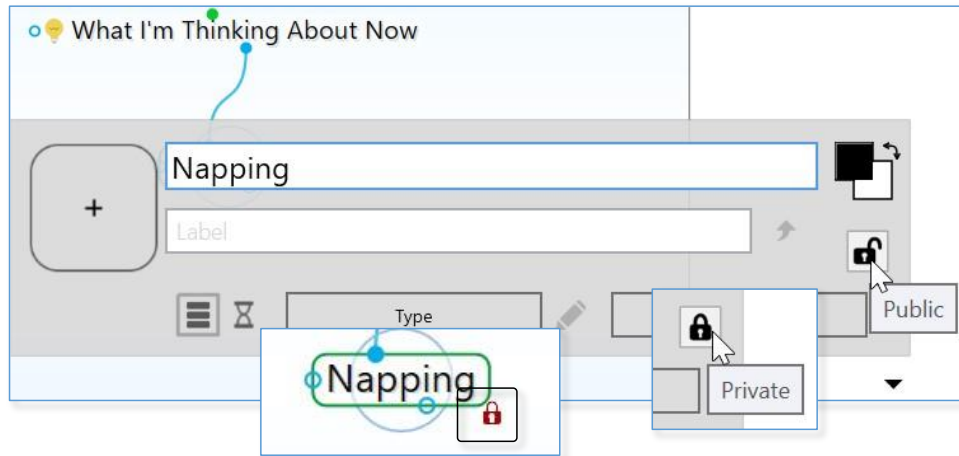 What I'm Thinking About Now
Napping
+
Label
Type
Public
Napping
Private